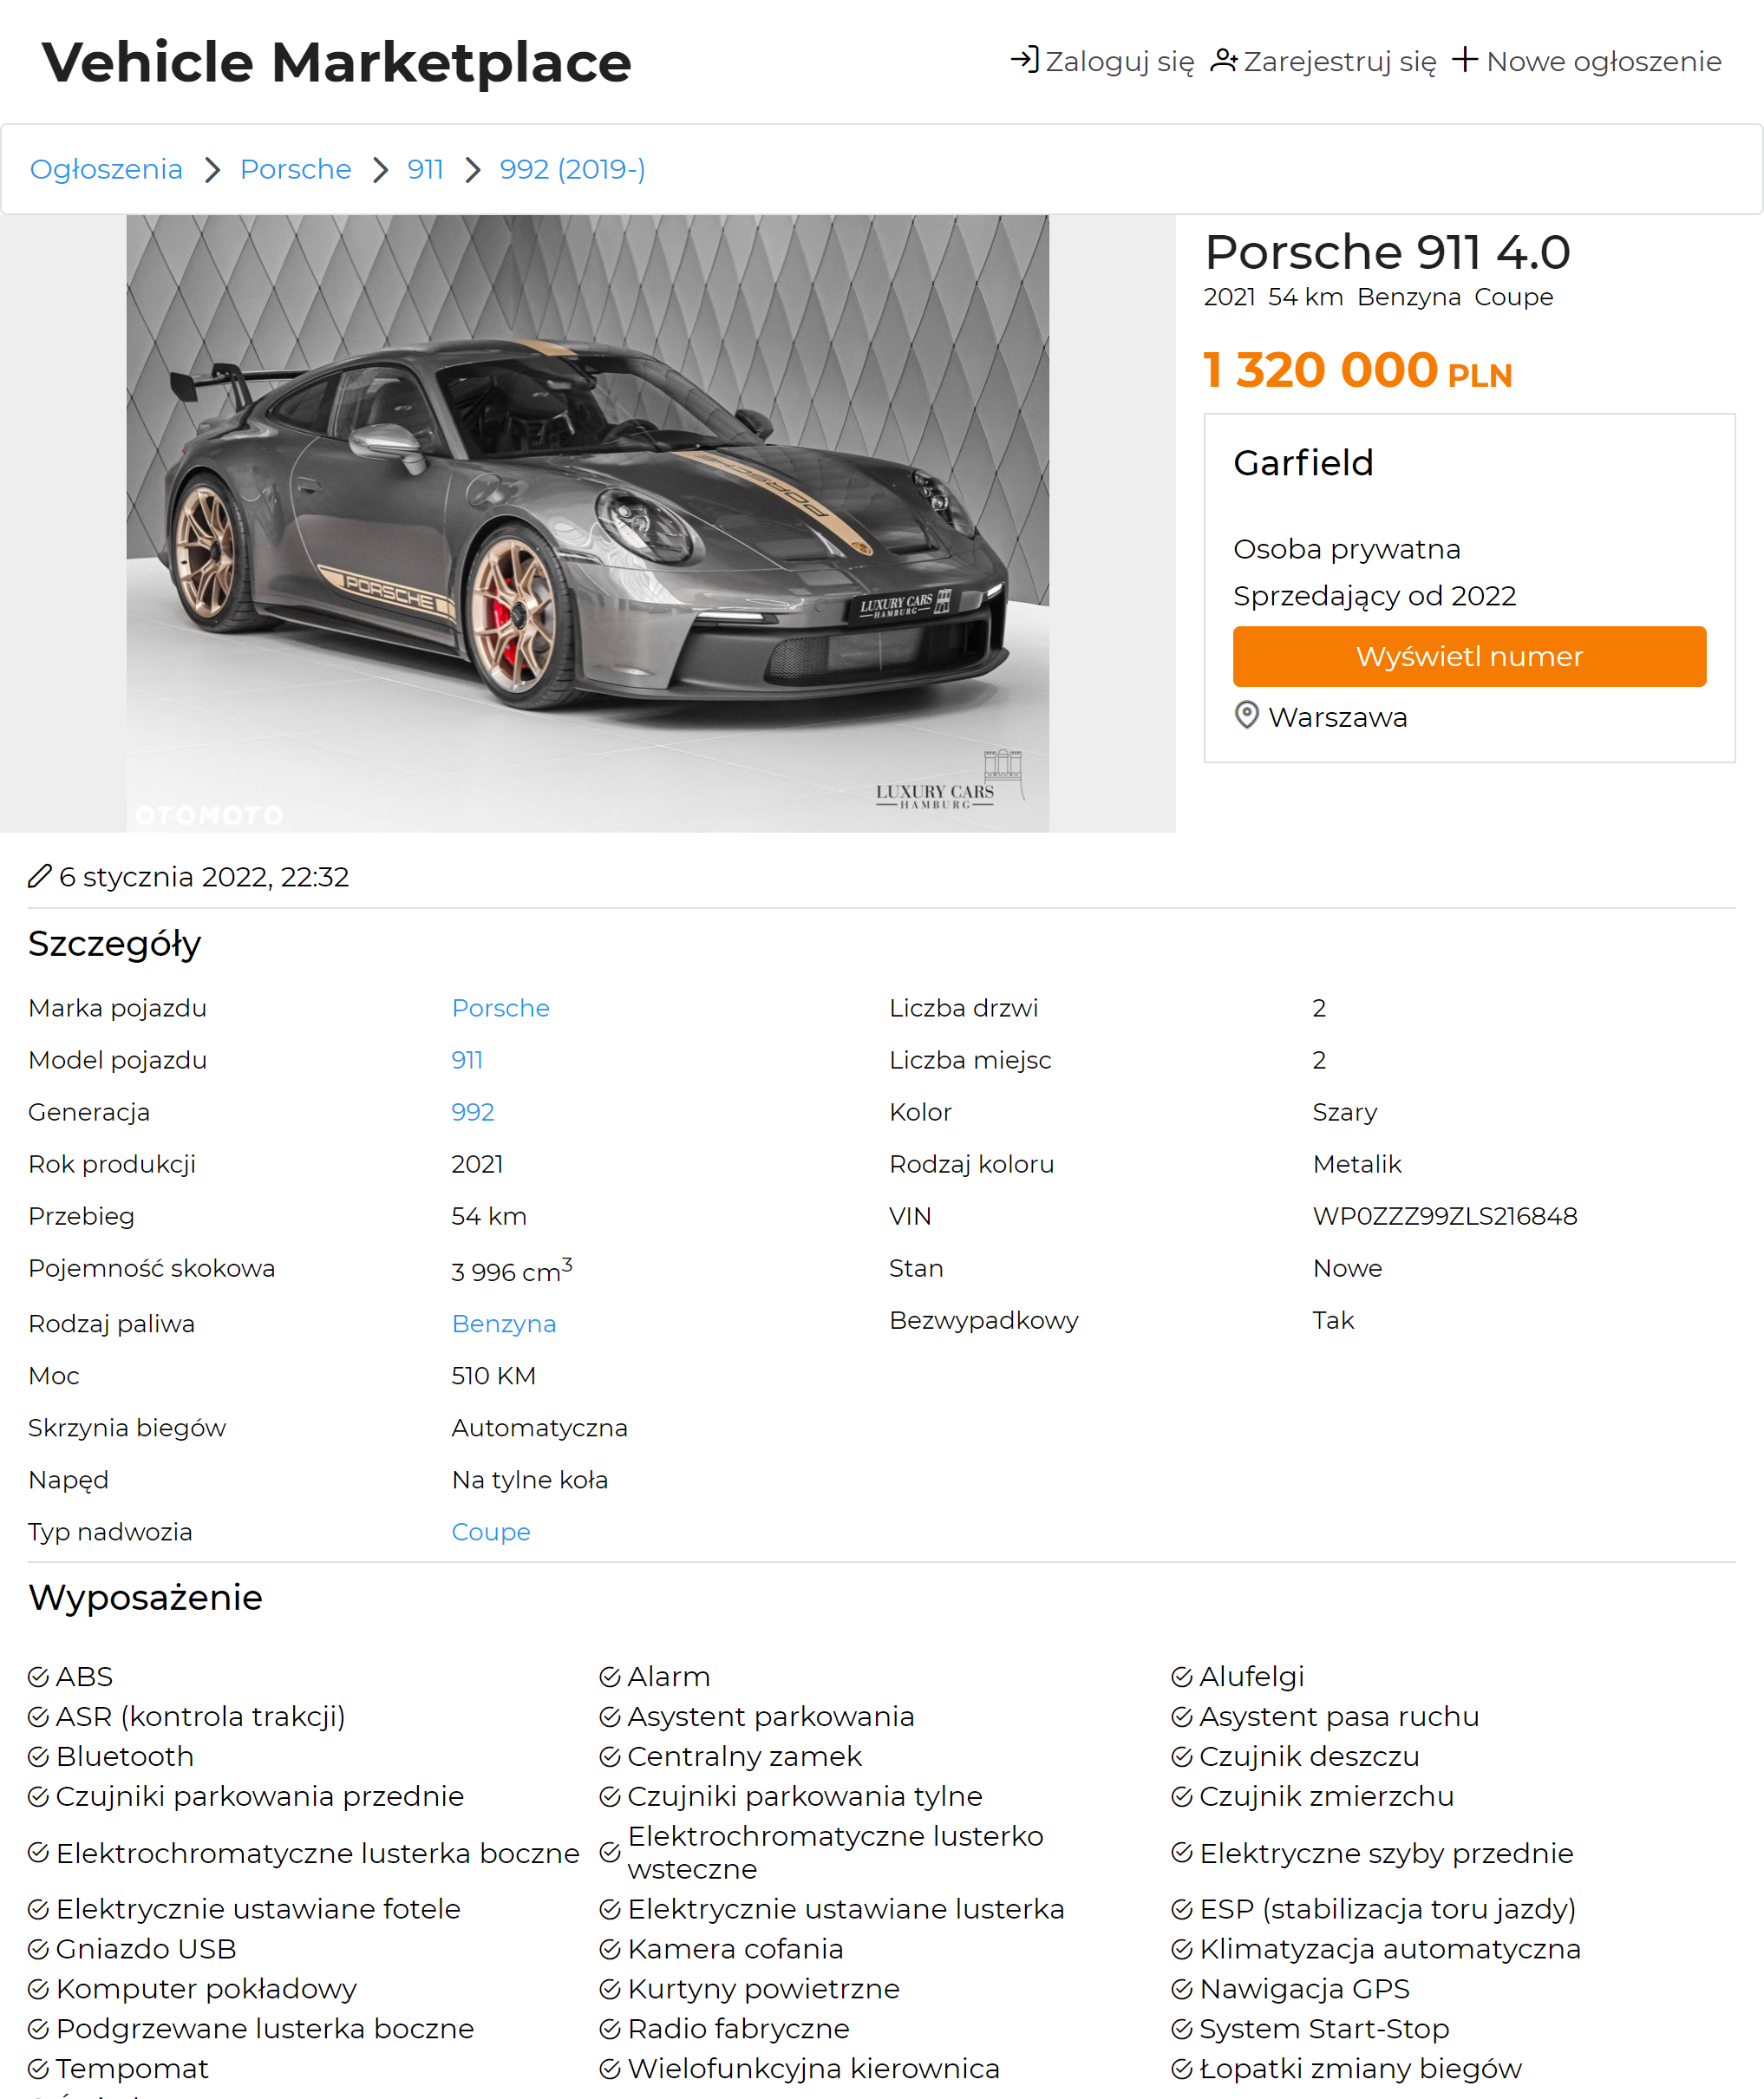 Vehicle Marketplace
Zaloguj się Zarejestruj się Nowe ogłoszenie
Ogłoszenia Porsche 911 992 (2019-)
Porsche 911 4.0
2021 54 km Benzyna Coupe
1 320 000 PLN
Garfield
Osoba prywatna
Sprzedający od 2022
Wyświetl numer
Warszawa
PORSCHE
PORSCHE
LUXURY CARS
HAMBURG
LUXURY CARS
HAMBURG
OTOMOTO
6 stycznia 2022, 22:32
Szczegóły
Marka pojazdu Porsche
Model pojazdu 911
Generacja 992
Rok produkcji 2021
Przebieg 54 km
Pojemność skokowa 3 996 cm³
Rodzaj paliwa Benzyna
Moc 510 KM
Skrzynia biegów Automatyczna
Napęd Na tylne koła
Typ nadwozia Coupe
Liczba drzwi 2
Liczba miejsc 2
Kolor Szary
Rodzaj koloru Metalik
VIN WP0ZZZ99ZLS216848
Stan Nowe
Bezwypadkowy Tak
Wyposażenie
ABS Alarm Alufelgi
ASR (kontrola trakcji) Asystent parkowania Asystent pasa ruchu
Bluetooth Centralny zamek Czujnik deszczu
Czujniki parkowania przednie Czujniki parkowania tylne Czujnik zmierzchu
Elektrochromatyczne lusterka boczne Elektrochromatyczne lusterko
wsteczne Elektryczne szyby przednie
Elektrycznie ustawiane fotele Elektrycznie ustawiane lusterka ESP (stabilizacja toru jazdy)
Gniazdo USB Kamera cofania Klimatyzacja automatyczna
Komputer pokładowy Kurtyny powietrzne Nawigacja GPS
Podgrzewane lusterka boczne Radio fabryczne System Start-Stop
Tempomat Wielofunkcyjna kierownica Łopatki zmiany biegów